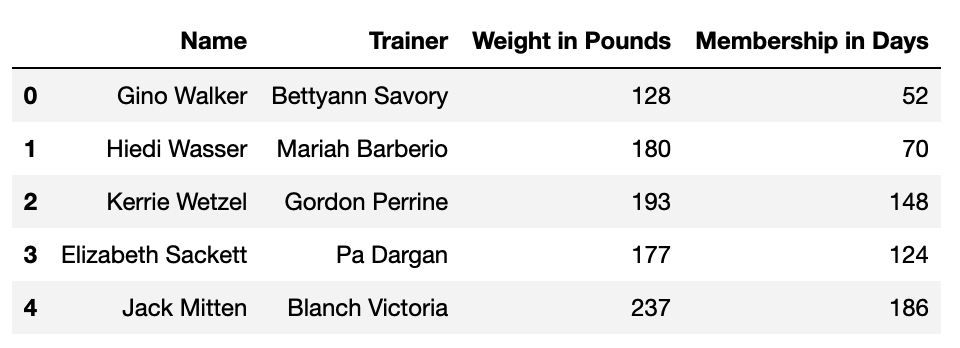 Name Trainer Weight in Pounds Membership in Days
0 Gino Walker Bettyann Savory 128 52
1 Hiedi Wasser Mariah Barberio 180 70
2 Kerrie Wetzel Gordon Perrine 193 148
3 Elizabeth Sackett Pa Dargan 177 124
4 Jack Mitten Blanch Victoria 237 186